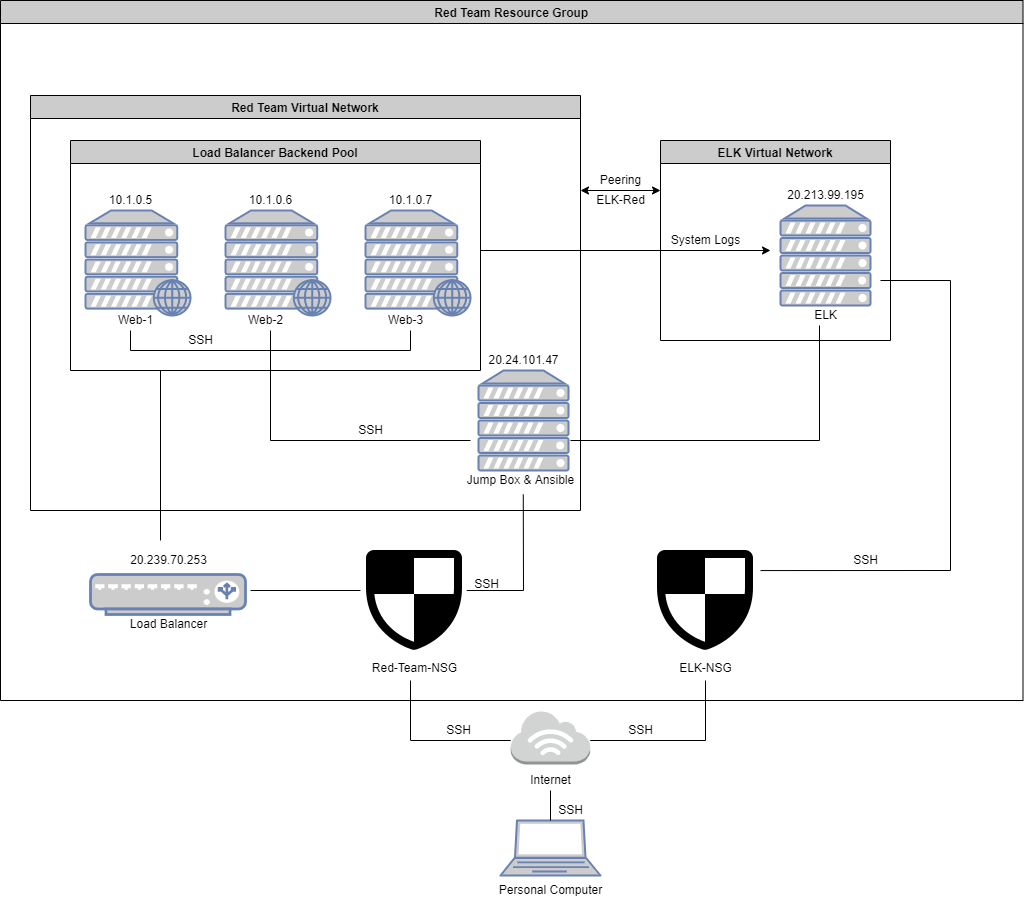 Red Team Resource Group
Red Team Virtual Network
Load Balancer Backend Pool
ELK Virtual Network
Peering
ELK-Red
10.1.0.5
10.1.0.6
10.1.0.7
20.213.99.195
System Logs
Web-1
Web-2
Web-3
ELK
SSH
20.24.101.47
SSH
Jump Box & Ansible
20.239.70.253
SSH
SSH
Load Balancer
Red-Team-NSG
ELK-NSG
SSH
SSH
Internet
SSH
Personal Computer